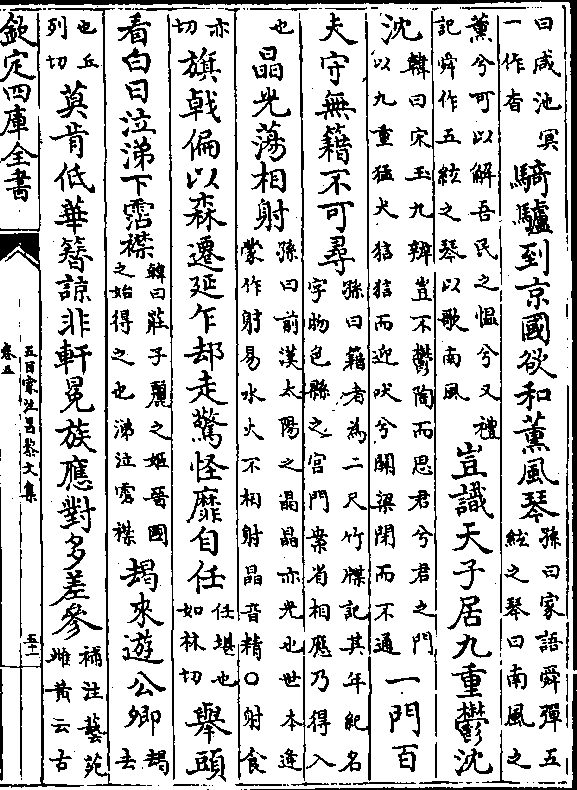 曰咸池冥一作杳騎驢到京國欲和薰風琴孫曰家語舜彈五絃之琴曰南風之
薰兮可以解吾民之愠兮又禮記舜作五絃之琴以歌南風豈識天子居九重鬱沈
沈韓曰宋玉九辨豈不鬱陶而思君兮君之門以九重猛犬狺狺而迎吠兮關梁閉而不通一門百
夫守無籍不可尋孫曰籍者為二尺竹牒記其年紀名字物色縣之宮門案省相應乃得入
也晶光蕩相射孫曰前漢太陽之晶晶亦光也世本逄蒙作射易水火不相射晶音精○射食
亦切旗戟偏以森遷延乍却走驚怪靡自任任堪也如林切舉頭
看白日泣涕下霑襟韓曰莊子麗之姬晉國之始得之也涕泣霑襟朅來遊公卿朅去
也丘列切莫肯低華簮諒非軒冕族應對多差參補注藝苑雌黃云古
欽定四庫全書
五百家注昌黎文集
卷五
五十一